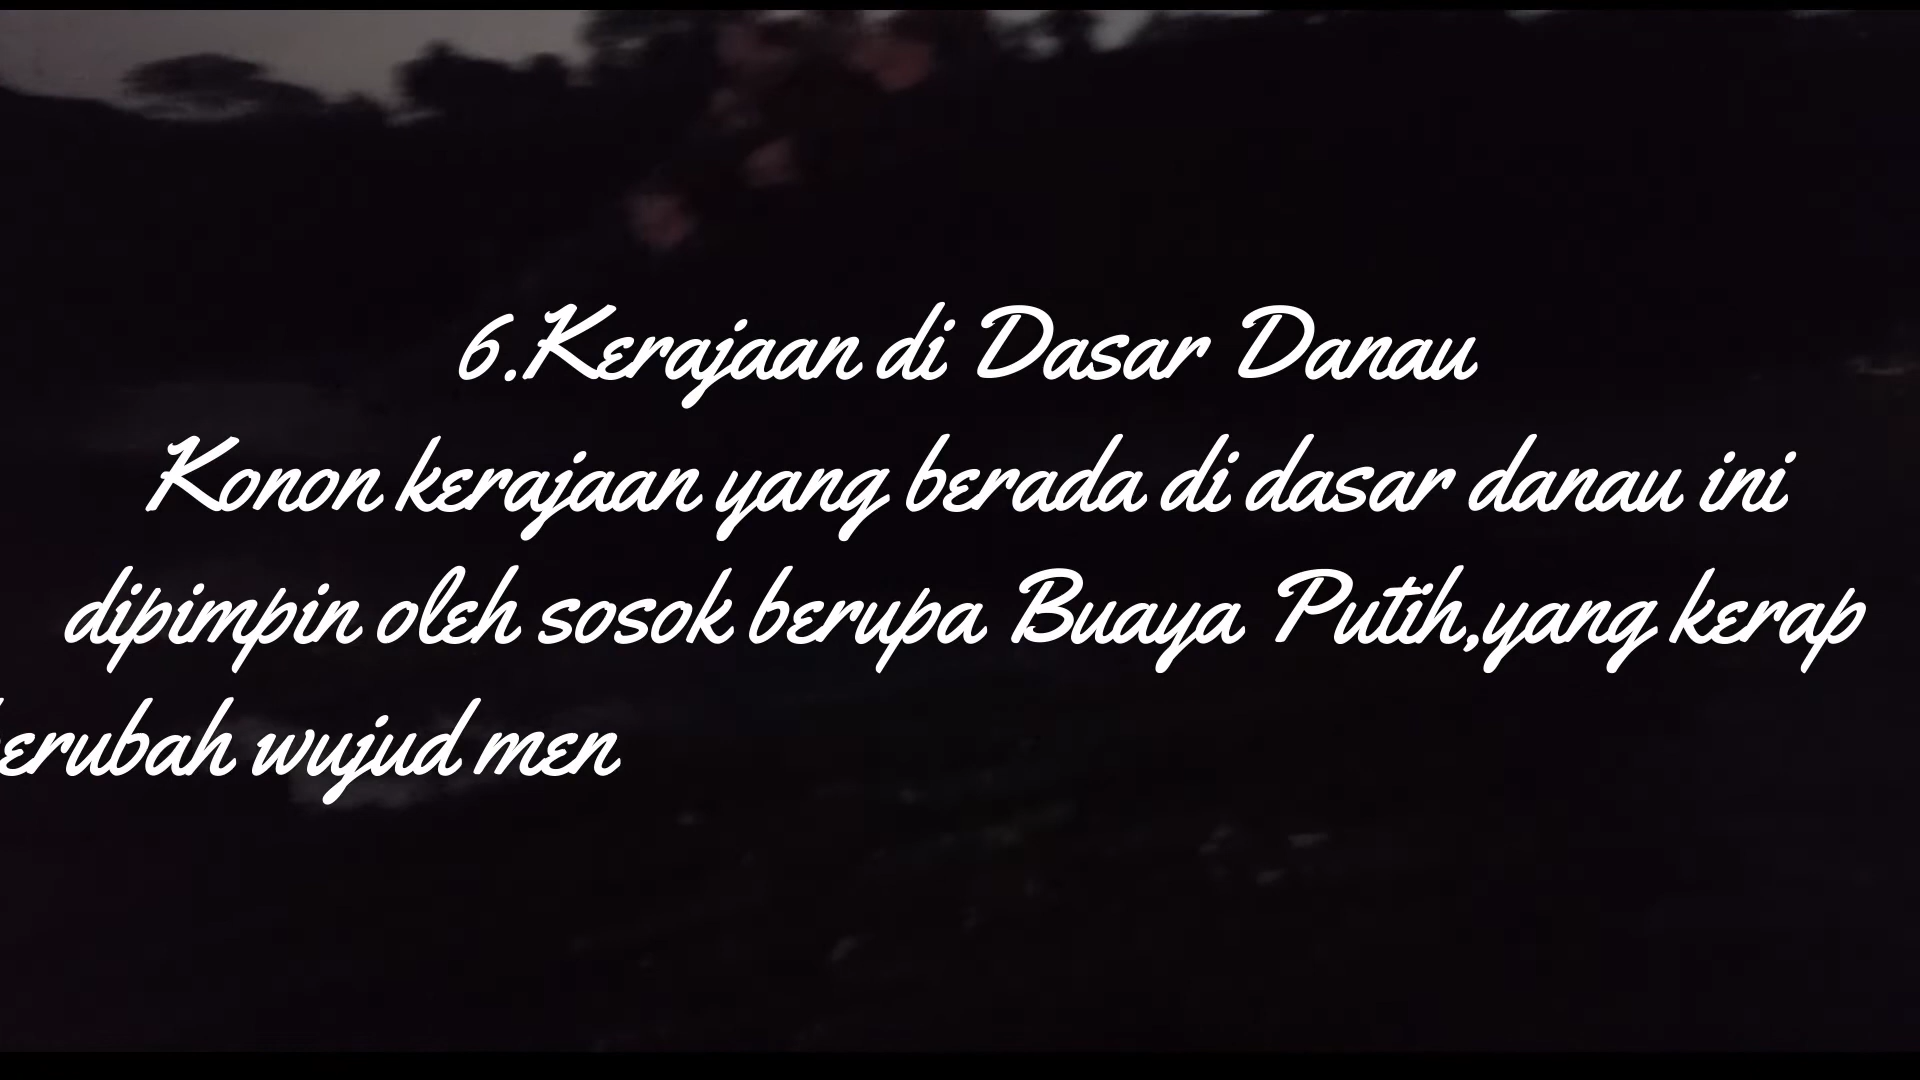 6.Kerajaan di Dasar Danau
Konon kerajaan yang berada di dasar danau ini
dipimpin oleh sosok berupa Buaya Putih,yang kerap
berubah wujud men